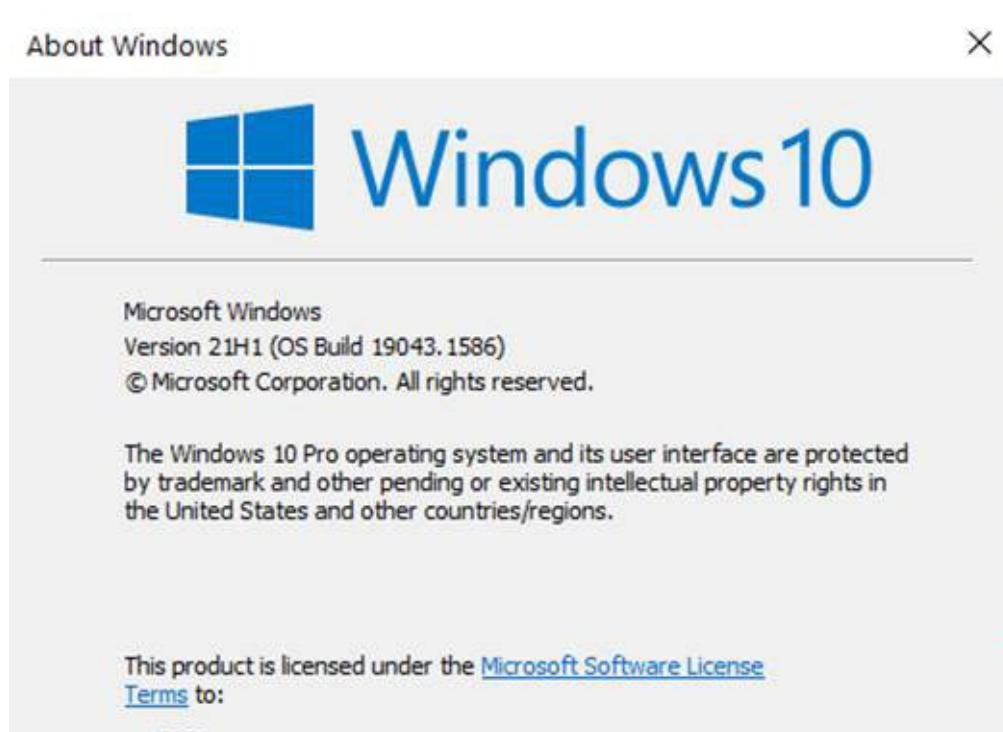 About Windows
Windows 10
Microsoft Windows
Version 21H1 (OS Build 19043.1586)
© Microsoft Corporation. All rights reserved.
The Windows 10 Pro operating system and its user interface are protected
by trademark and other pending or existing intellectual property rights in
the United States and other countries/regions.
This product is licensed under the Microsoft Software License
Terms to: